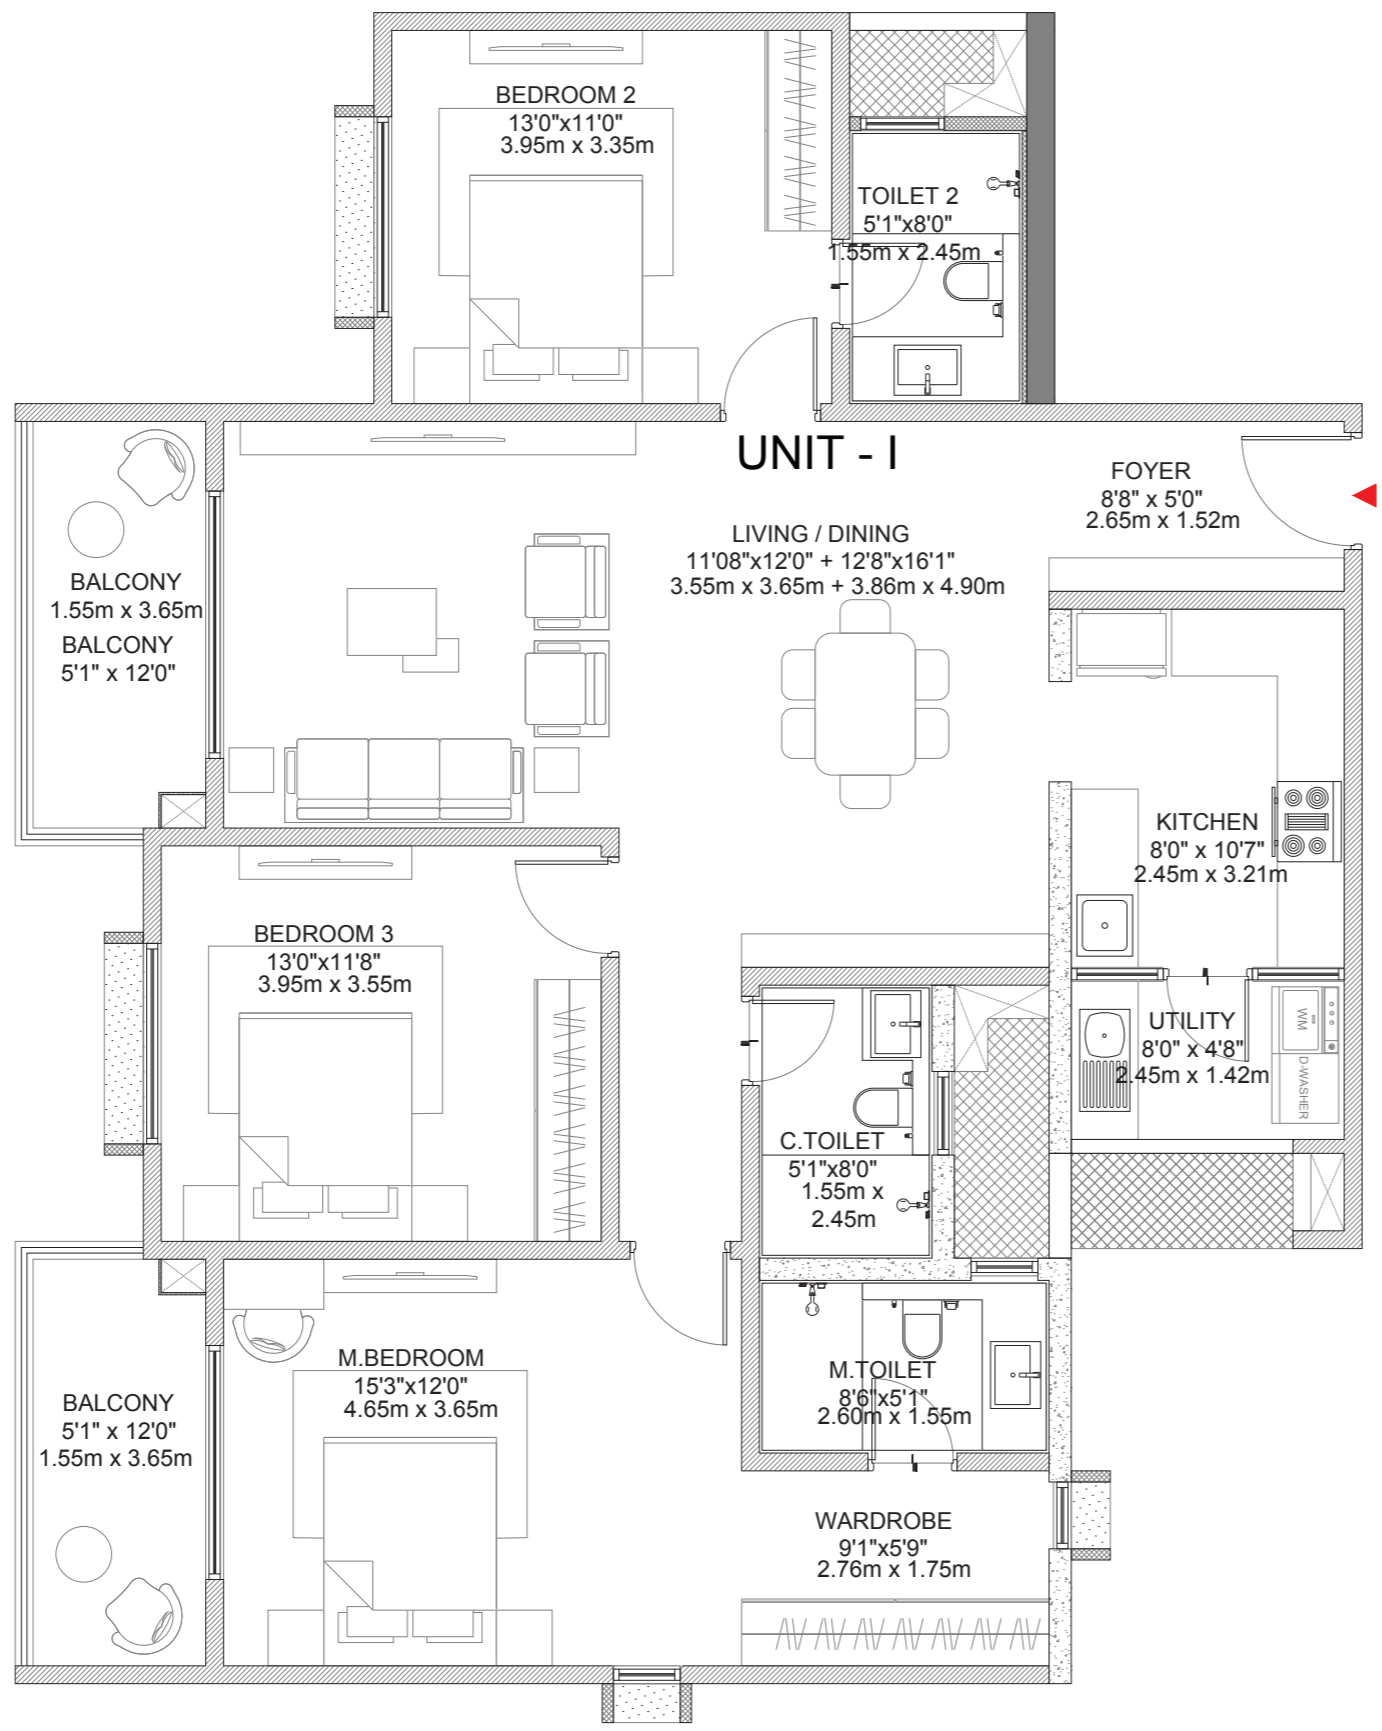 BEDROOM 2
13'0"x11'0"
3.95m x 3.35m
TOILET 2
5'1"x8'0"
1.55m x 2.45m
UNIT - I
FOYER
8'8" x 5'0"
2.65m x 1.52m
LIVING / DINING
11'08"x12'0" + 12'8"x16'1"
3.55m x 3.65m + 3.86m x 4.90m
BALCONY
1.55m x 3.65m
BALCONY
5'1" x 12'0"
KITCHEN
8'0" x 10'7"
2.45m x 3.21m
BEDROOM 3
13'0"x11'8"
3.95m x 3.55m
UTILITY
8'0" x 4'8"
2.45m x 1.42m
WM
D-WASHER
C.TOILET
5'1"x8'0"
1.55m x
2.45m
M.BEDROOM
15'3"x12'0"
4.65m x 3.65m
M.TOILET
8'6"x5'1"
2.60m x 1.55m
BALCONY
5'1" x 12'0"
1.55m x 3.65m
WARDROBE
9'1"x5'9"
2.76m x 1.75m